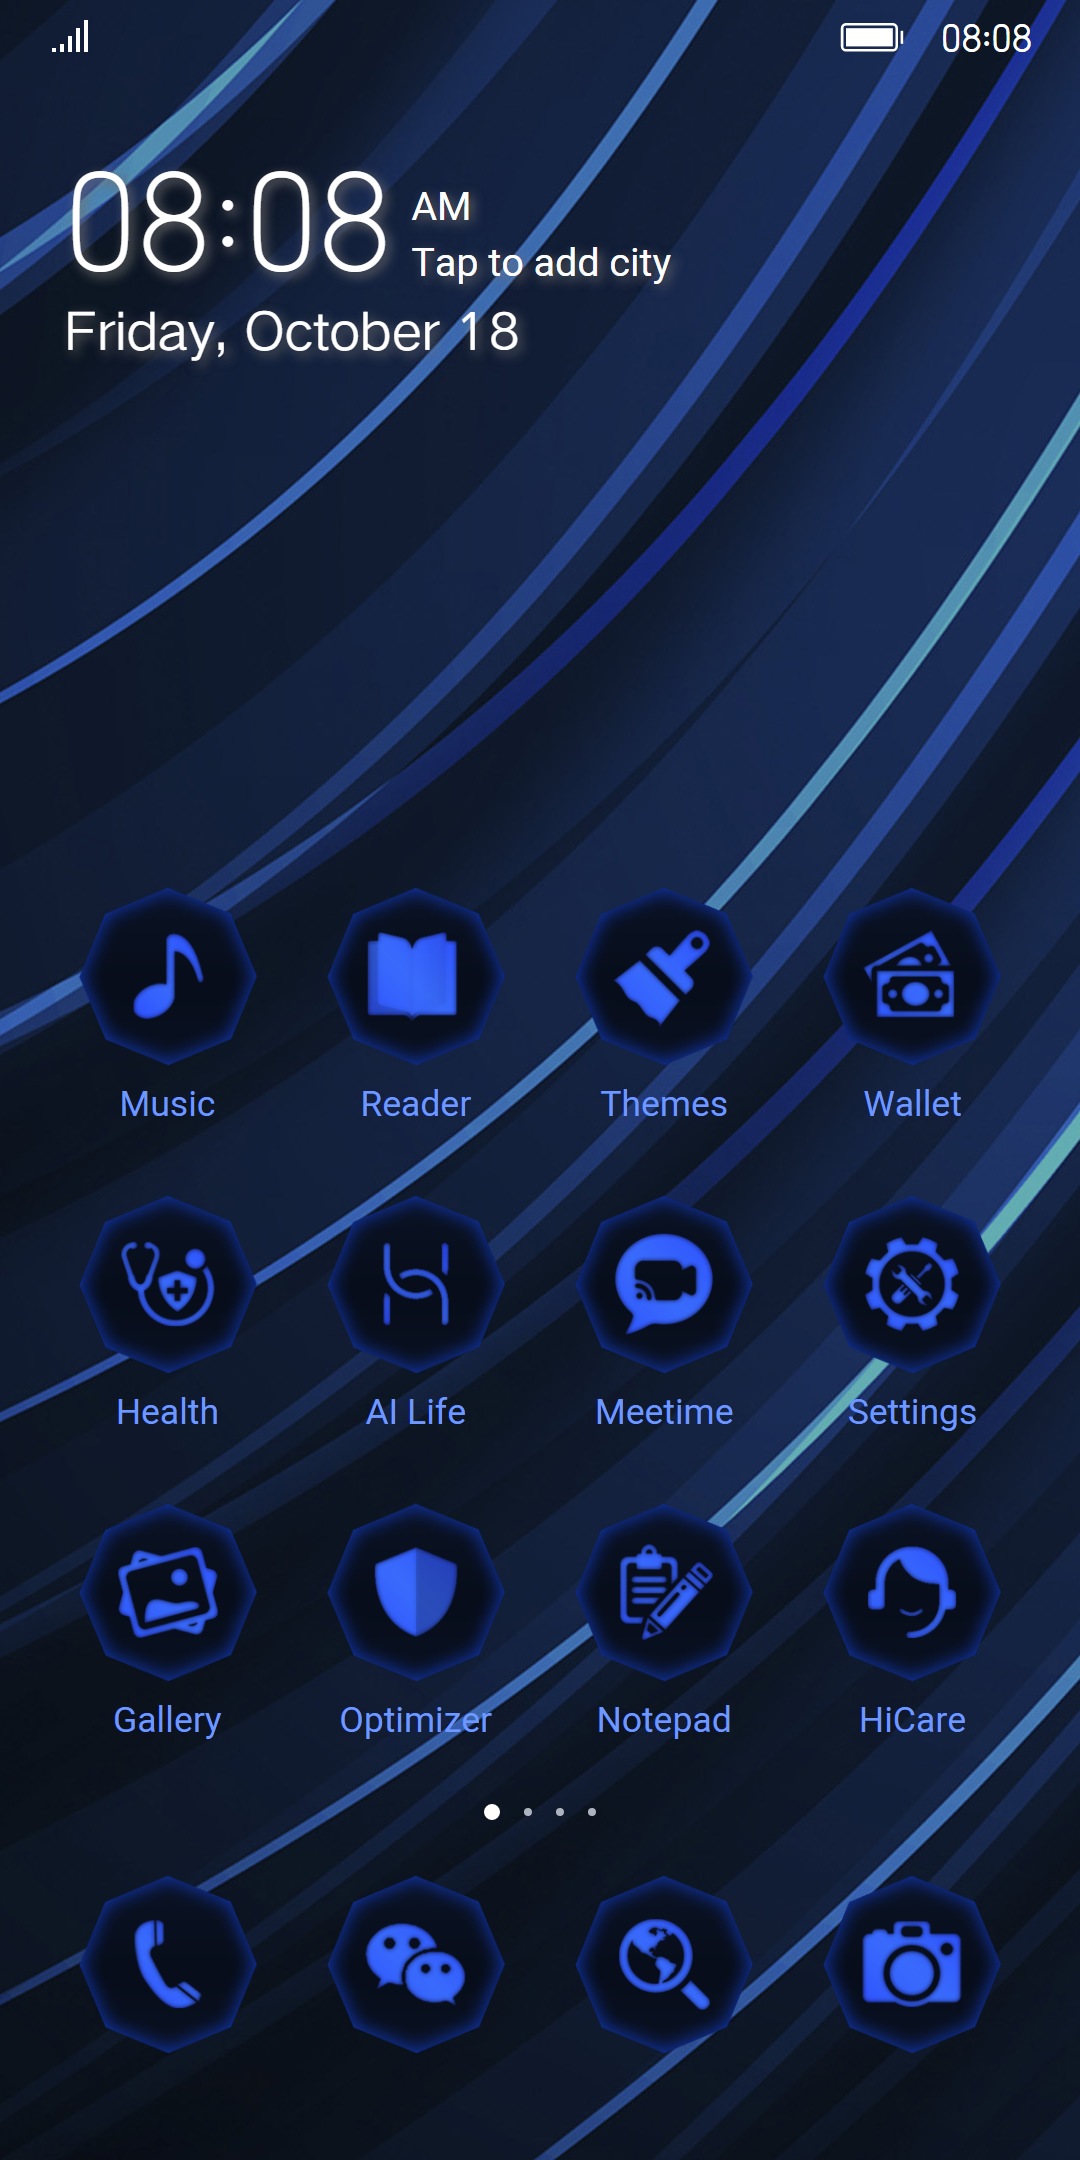 08:08
08:08 AM
Tap to add city
Friday, October 18
Music Reader Themes Wallet
Health AI Life Meetime Settings
Gallery Optimizer Notepad HiCare